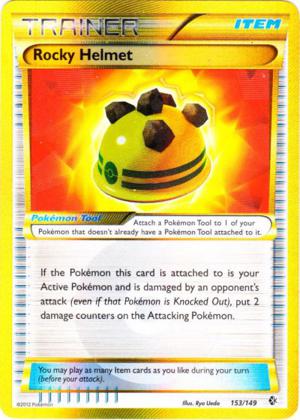 TRAINER
ITEM
Rocky Helmet
Pokémon Tool
Attach a Pokémon Tool to 1 of your
Pokémon that doesn't already have a Pokémon Tool attached to it.
If the Pokémon this card is attached to is your
Active Pokémon and is damaged by an opponent's
attack (even if that Pokémon is Knocked Out), put 2
damage counters on the Attacking Pokémon.
You may play as many Item cards as you like during your turn
(before your attack).
©2012 Pokémon
Illus. Ryo Ueda
153/149